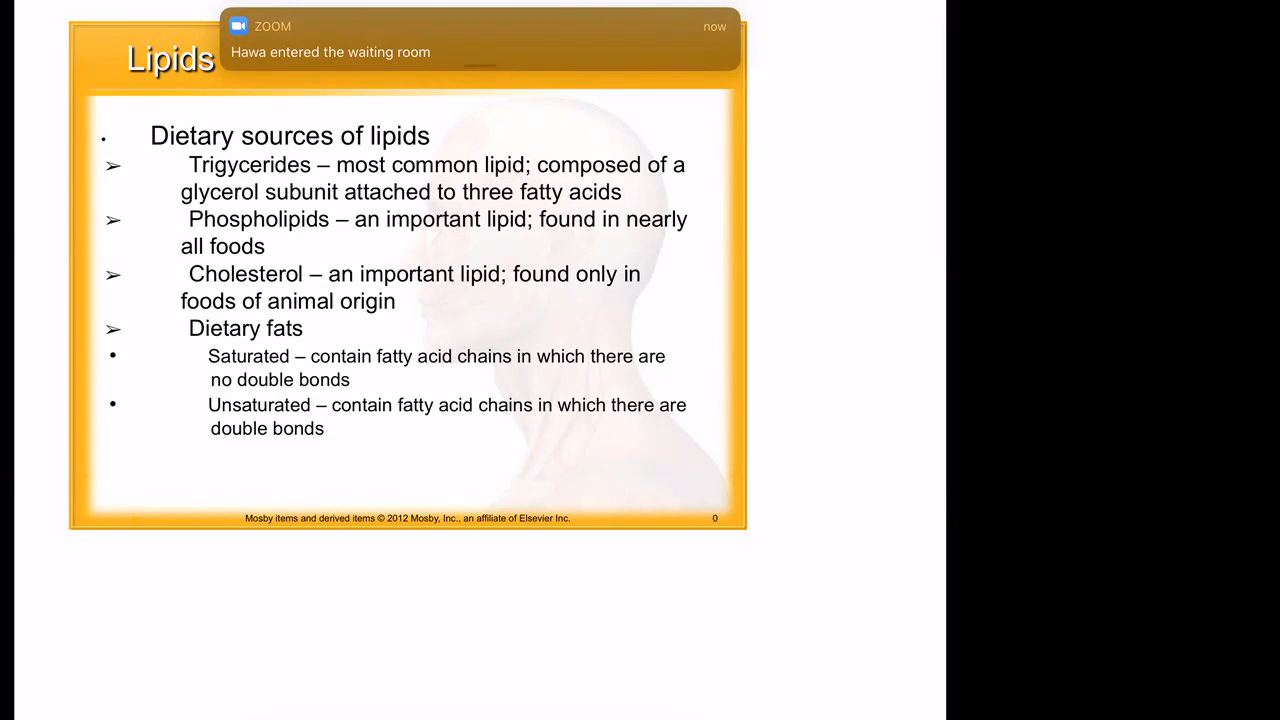 ZOOM
now
Hawa entered the waiting room
Lipids
• Dietary sources of lipids
➢ Trigycerides – most common lipid; composed of a
glycerol subunit attached to three fatty acids
➢ Phospholipids – an important lipid; found in nearly
all foods
➢ Cholesterol – an important lipid; found only in
foods of animal origin
➢ Dietary fats
• Saturated – contain fatty acid chains in which there are
no double bonds
• Unsaturated – contain fatty acid chains in which there are
double bonds
Mosby items and derived items © 2012 Mosby, Inc., an affiliate of Elsevier Inc.
0